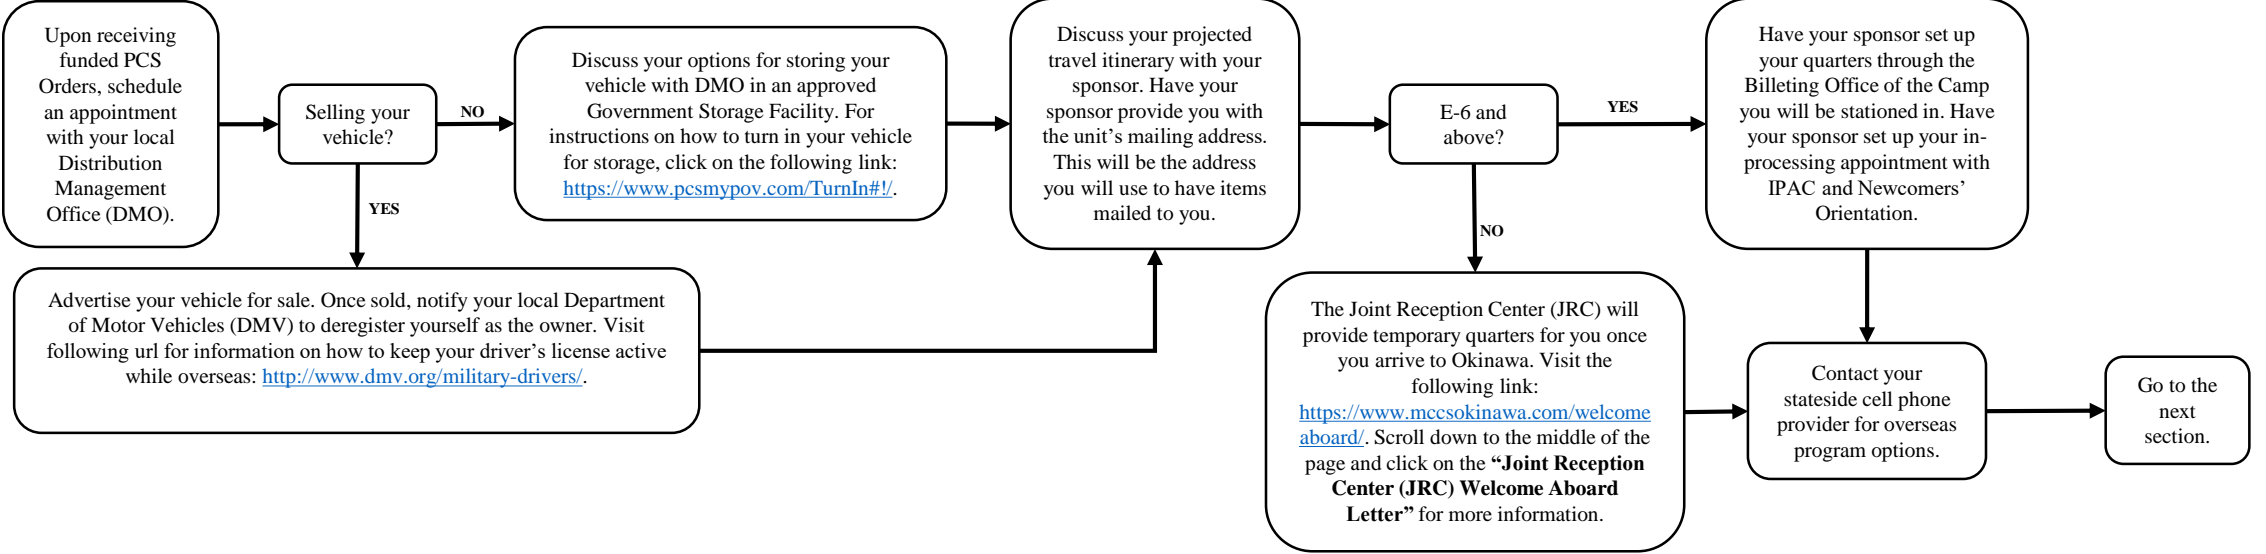 Upon receiving
funded PCS
Orders, schedule
an appointment
with your local
Distribution
Management
Office (DMO).
Selling your
vehicle?
NO
YES
Discuss your options for storing your
vehicle with DMO in an approved
Government Storage Facility. For
instructions on how to turn in your vehicle
for storage, click on the following link:
https://www.pcsmypov.com/TurnIn#!/.
Advertise your vehicle for sale. Once sold, notify your local Department
of Motor Vehicles (DMV) to deregister yourself as the owner. Visit
following url for information on how to keep your driver’s license active
while overseas: http://www.dmv.org/military-drivers/.
Discuss your projected
travel itinerary with your
sponsor. Have your
sponsor provide you with
the unit’s mailing address.
This will be the address
you will use to have items
mailed to you.
E-6 and
above?
YES
NO
Have your sponsor set up
your quarters through the
Billeting Office of the Camp
you will be stationed in. Have
your sponsor set up your in-
processing appointment with
IPAC and Newcomers’
Orientation.
The Joint Reception Center (JRC) will
provide temporary quarters for you once
you arrive to Okinawa. Visit the
following link:
https://www.mccsokinawa.com/welcome
aboard/. Scroll down to the middle of the
page and click on the “Joint Reception
Center (JRC) Welcome Aboard
Letter” for more information.
Contact your
stateside cell phone
provider for overseas
program options.
Go to the
next
section.